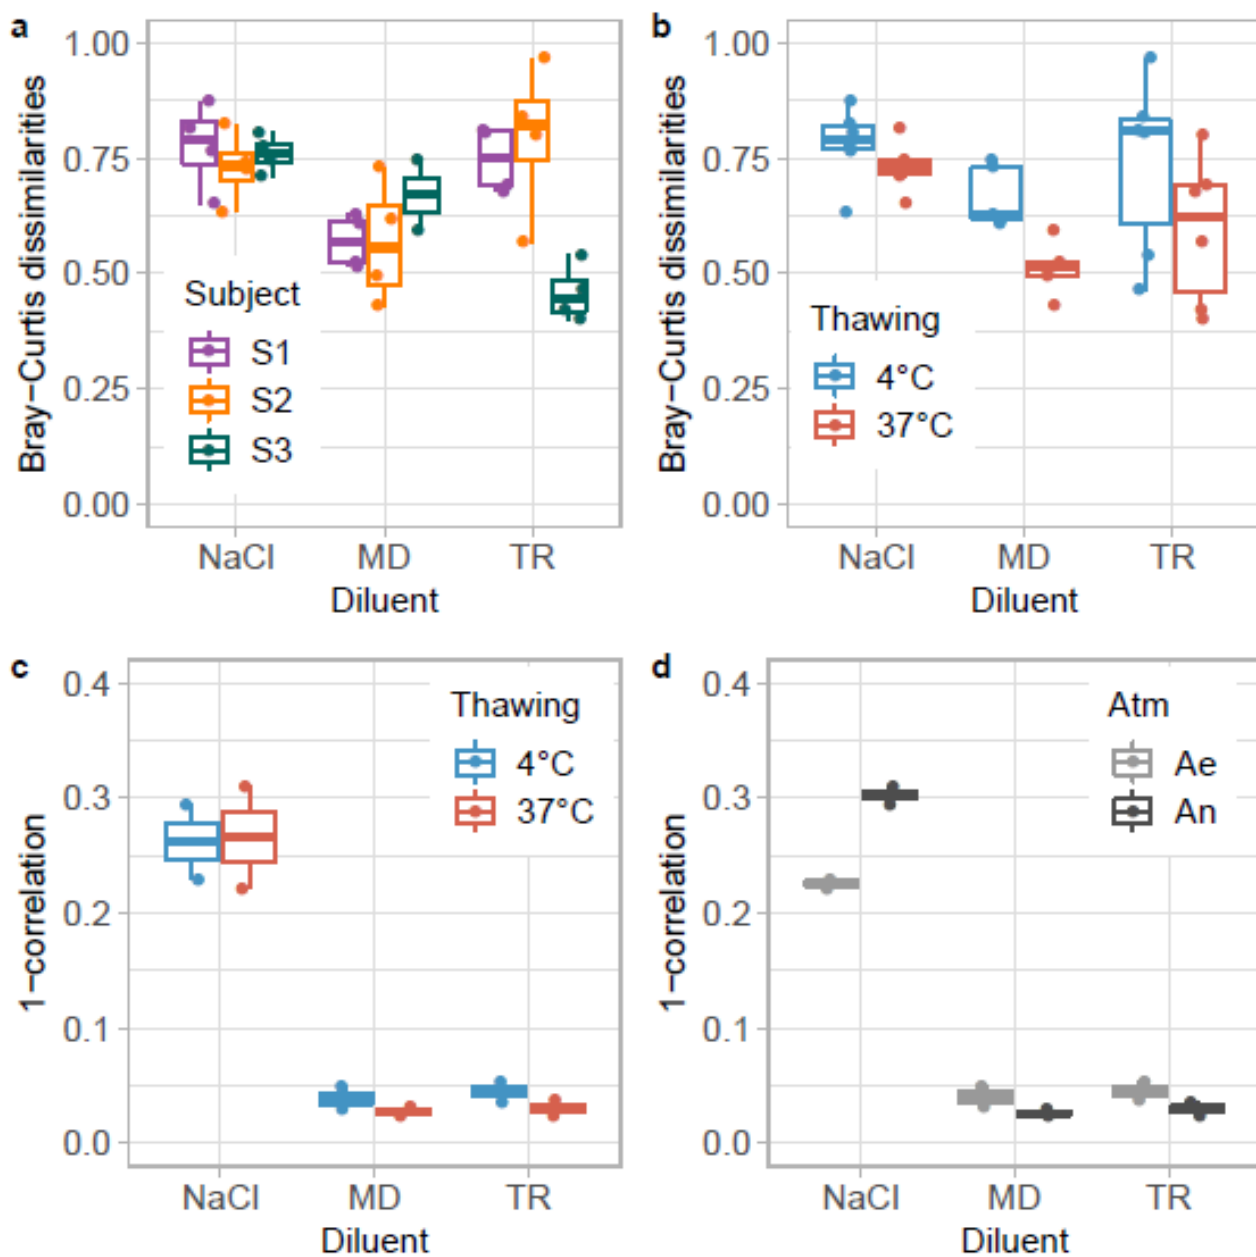 a
Bray−Curtis dissimilarities
1.00
0.75
0.50
0.25
0.00
Subject
S1
S2
S3
NaCl
MD
TR
Diluent
b
Bray−Curtis dissimilarities
1.00
0.75
0.50
0.25
0.00
Thawing
4°C
37°C
NaCl
MD
TR
Diluent
c
1−correlation
0.4
0.3
0.2
0.1
0.0
Thawing
4°C
37°C
NaCl
MD
TR
Diluent
d
1−correlation
0.4
0.3
0.2
0.1
0.0
Atm
Ae
An
NaCl
MD
TR
Diluent